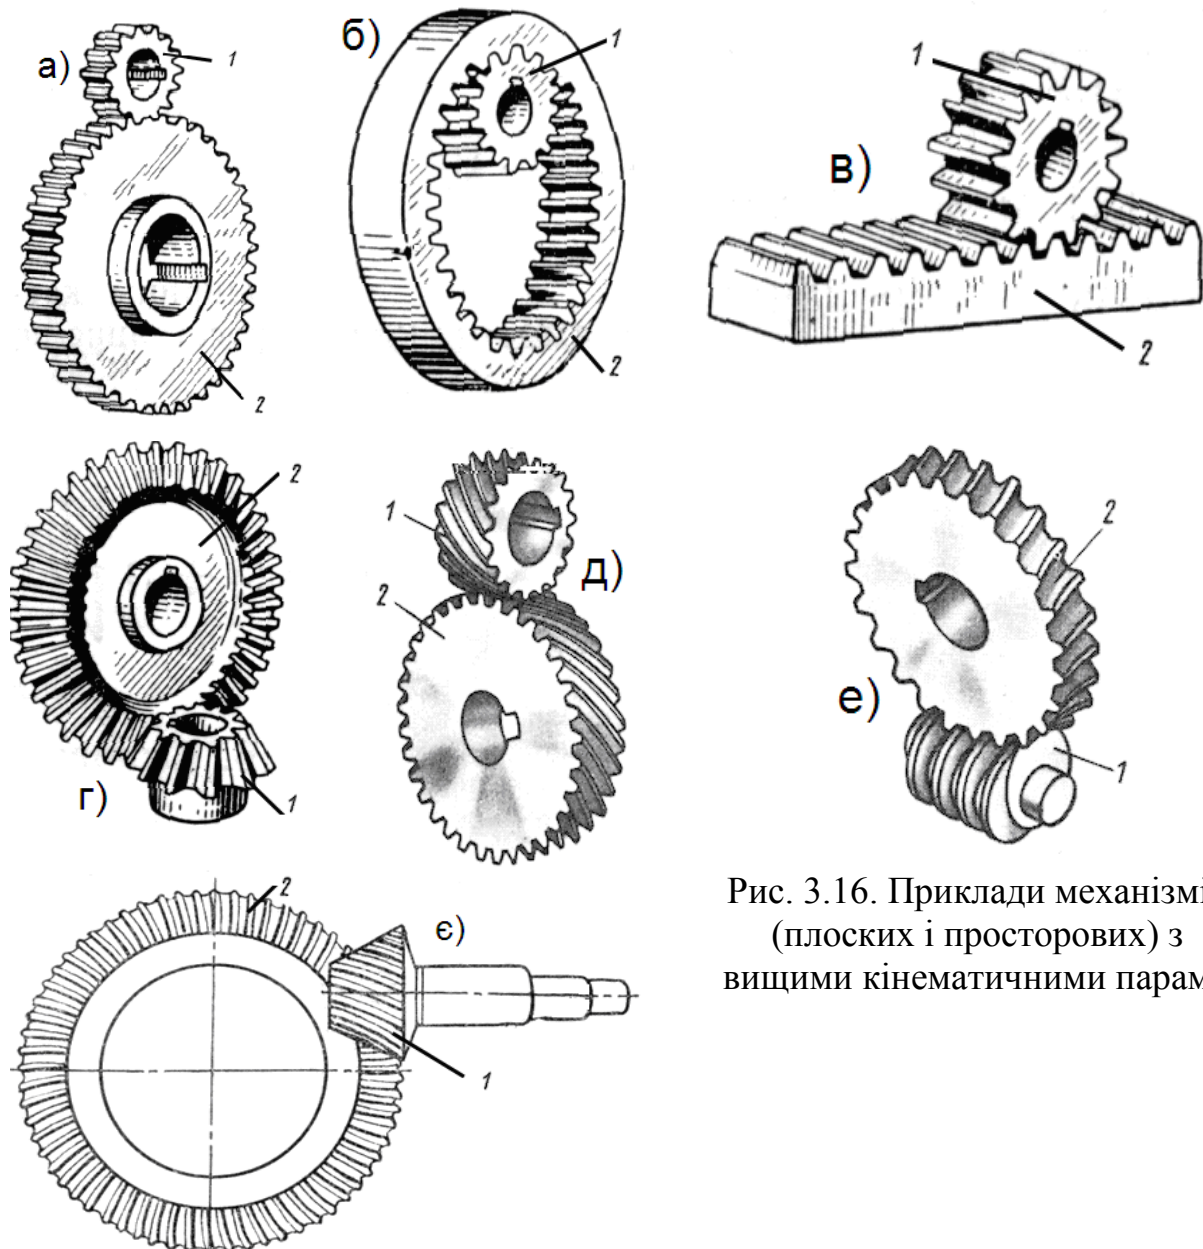 а)
1
2
б)
1
2
в)
1
2
г)
2
1
д)
1
2
е)
2
1
є)
2
1
Рис. 3.16. Приклади механізмі
(плоских і просторових) з
вищими кінематичними парам